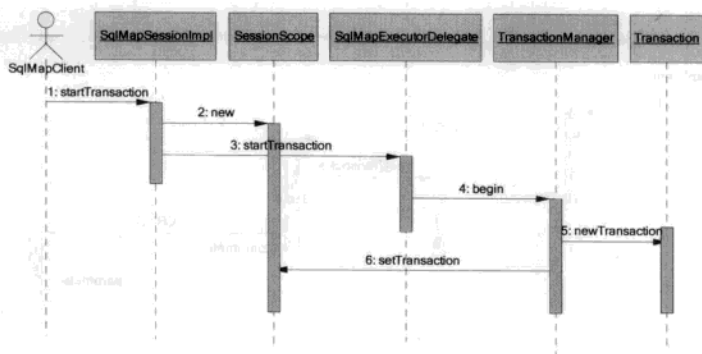 SqlMapSessionImpl
SessionScope
SqlMapExecutorDelegate
TransactionManager
Transaction
SqlMapClient
1: startTransaction
2: new
3: startTransaction
4: begin
5: newTransaction
6: setTransaction